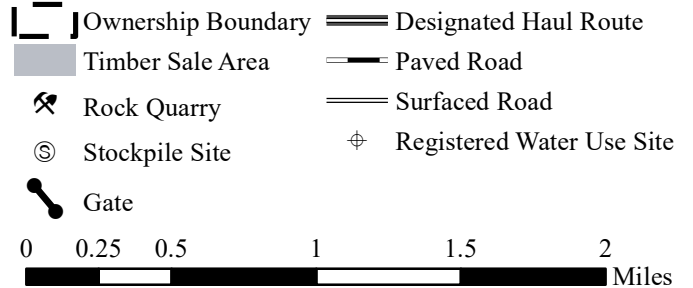 Ownership Boundary
Timber Sale Area
Rock Quarry
Ⓢ Stockpile Site
Gate
Designated Haul Route
Paved Road
Surfaced Road
Registered Water Use Site
0 0.25 0.5 1 1.5 2
Miles